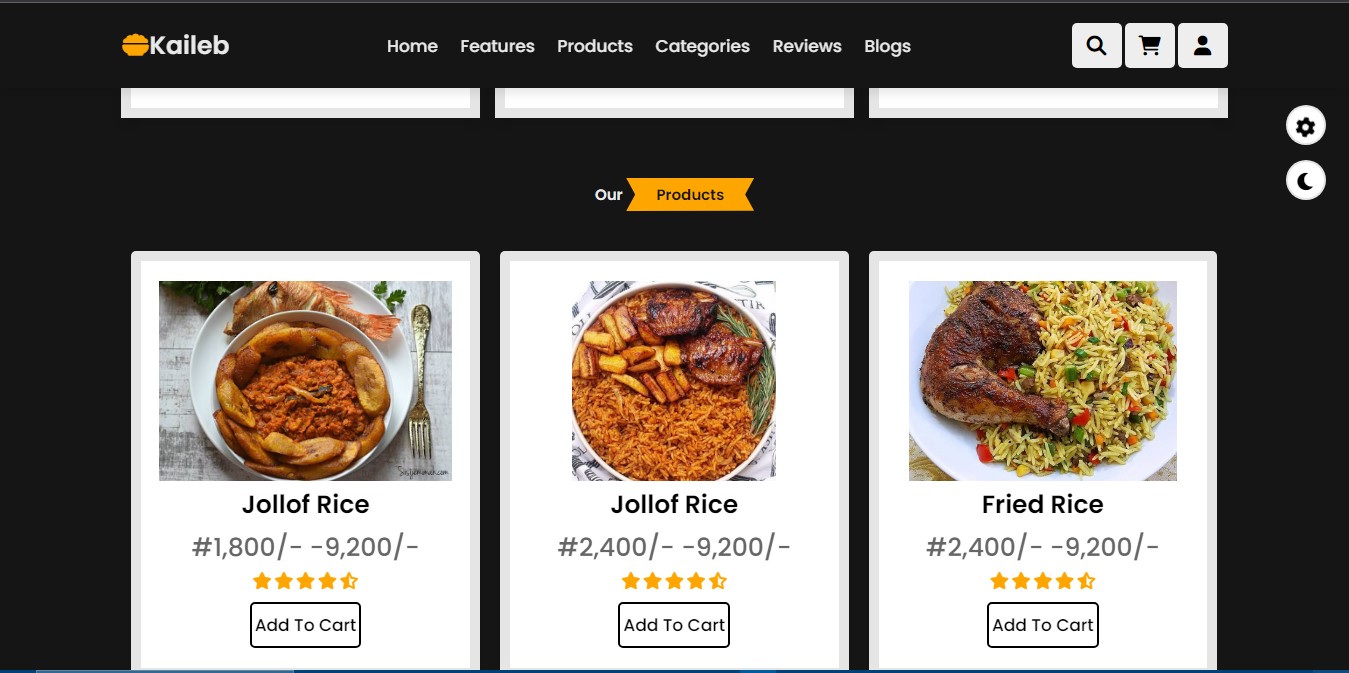 Kaileb
Home Features Products Categories Reviews Blogs
Our Products
Jollof Rice
#1,800/- -9,200/-
Add To Cart
Jollof Rice
#2,400/- -9,200/-
Add To Cart
Fried Rice
#2,400/- -9,200/-
Add To Cart